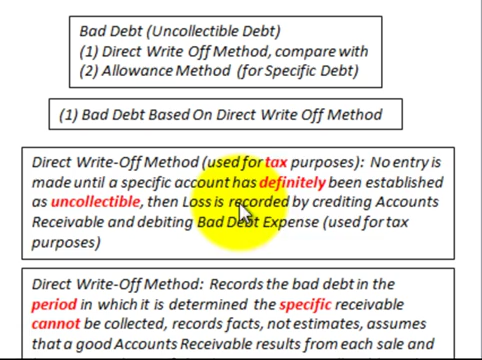 Bad Debt (Uncollectible Debt)
(1) Direct Write Off Method, compare with
(2) Allowance Method (for Specific Debt)
(1) Bad Debt Based On Direct Write Off Method
Direct Write-Off Method (used for tax purposes): No entry is
made until a specific account has definitely been established
as uncollectible, then Loss is recorded by crediting Accounts
Receivable and debiting Bad Debt Expense (used for tax
purposes)
Direct Write-Off Method: Records the bad debt in the
period in which it is determined the specific receivable
cannot be collected, records facts, not estimates, assumes
that a good Accounts Receivable results from each sale and